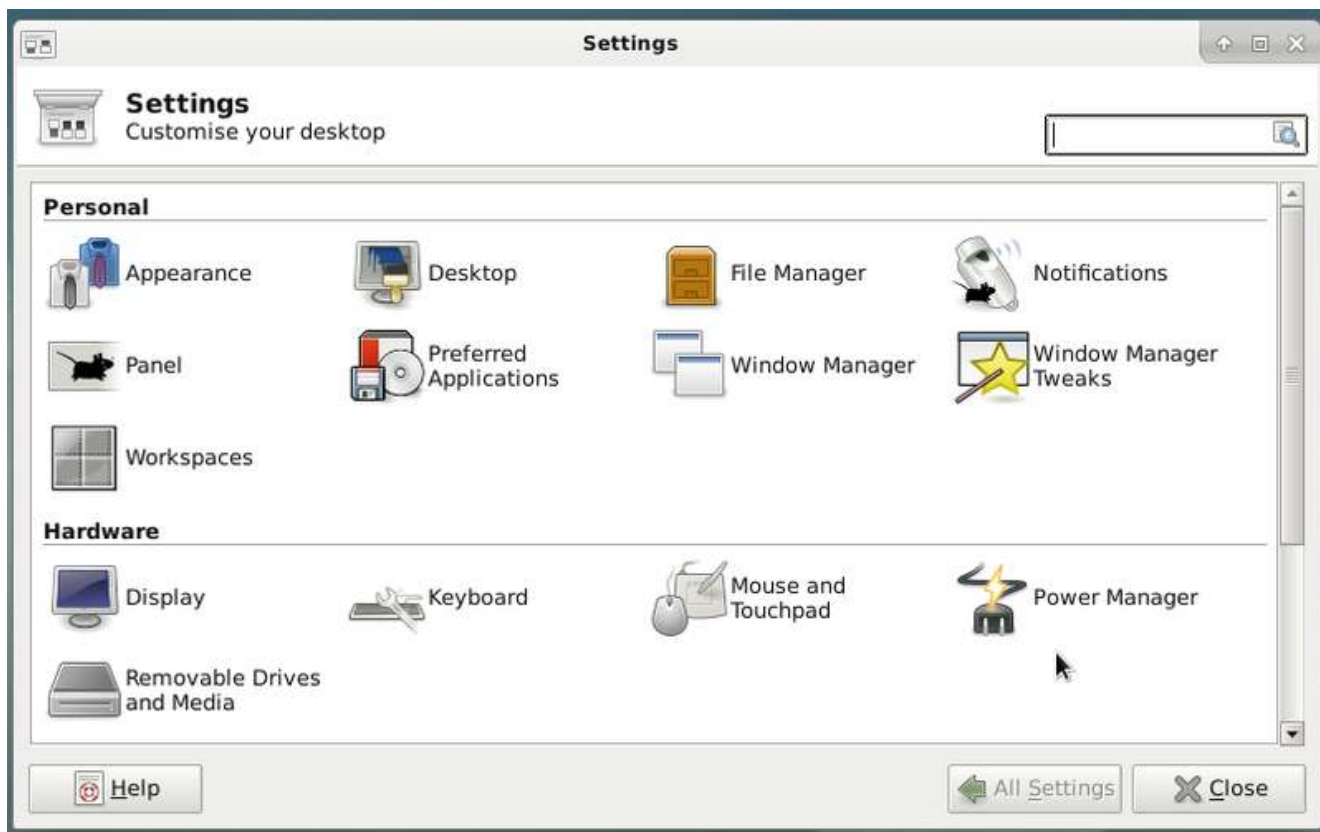 Settings
Settings
Customise your desktop
Personal
Appearance
Desktop
File Manager
Notifications
Panel
Preferred
Applications
Window Manager
Window Manager
Tweaks
Workspaces
Hardware
Display
Keyboard
Mouse and
Touchpad
Power Manager
Removable Drives
and Media
Help
All Settings
Close